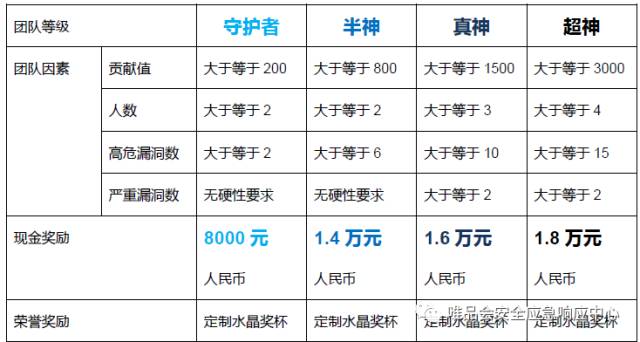 团队等级 守护者 半神 真神 超神
团队因素 贡献值 大于等于 200 大于等于 800 大于等于 1500 大于等于 3000
人数 大于等于 2 大于等于 2 大于等于 3 大于等于 4
高危漏洞数 大于等于 2 大于等于 6 大于等于 10 大于等于 15
严重漏洞数 无硬性要求 无硬性要求 大于等于 2 大于等于 2
现金奖励 8000 元 1.4 万元 1.6 万元 1.8 万元
人民币 人民币 人民币 人民币
唯品会安全应急响应中心
荣誉奖励 定制水晶奖杯 定制水晶奖杯 定制水晶奖杯 定制水晶奖杯